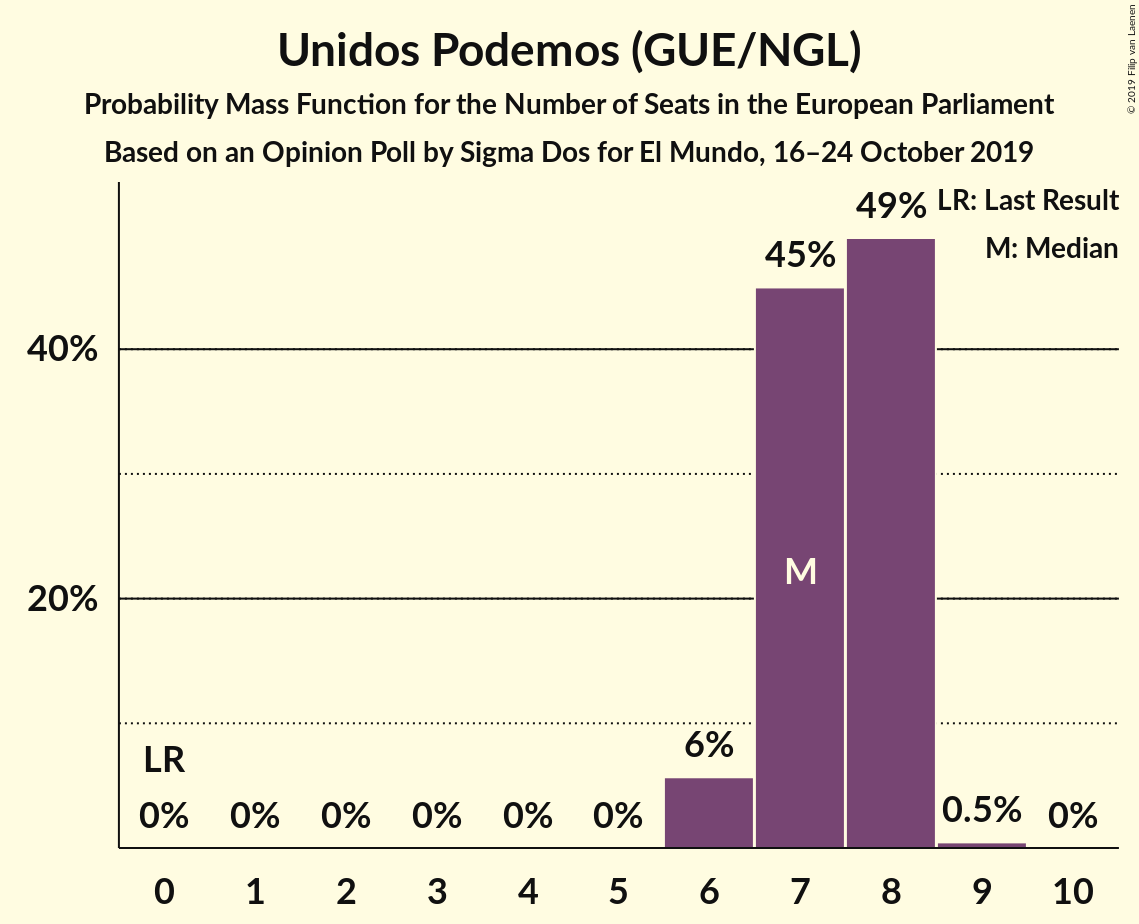 Unidos Podemos (GUE/NGL)
Probability Mass Function for the Number of Seats in the European Parliament
Based on an Opinion Poll by Sigma Dos for El Mundo, 16–24 October 2019
© 2019 Filip van Laenen
LR: Last Result
M: Median
49%
45%
40%
M
20%
6%
LR
0% 0% 0% 0% 0% 0% 0.5% 0%
0 1 2 3 4 5 6 7 8 9 10